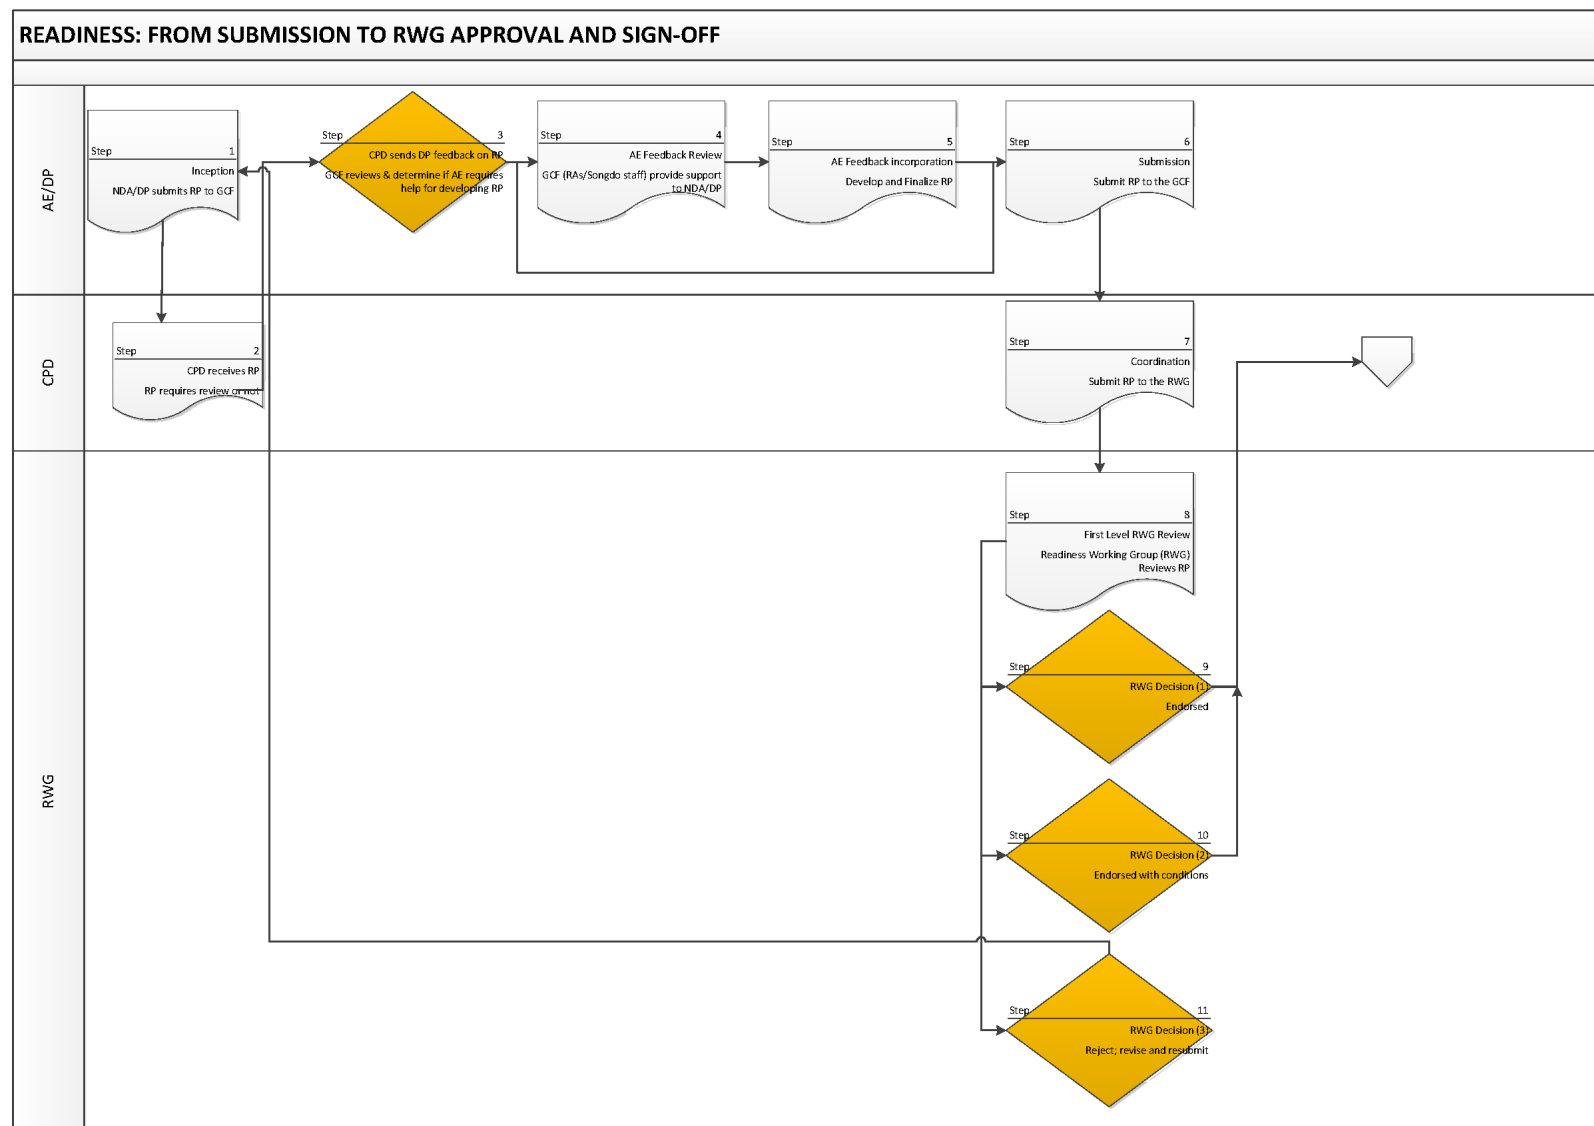 READINESS: FROM SUBMISSION TO RWG APPROVAL AND SIGN-OFF
AE/DP
Step 1
Inception
NDA/DP submits RP to GCF
Step 3
CPD sends DP feedback on RP
GCF reviews & determine if AE requires
help for developing RP
Step 4
AE Feedback Review
GCF (RAs/Songdo staff) provide support
to NDA/DP
Step 5
AE Feedback incorporation
Develop and Finalize RP
Step 6
Submission
Submit RP to the GCF
CPD
Step 2
CPD receives RP
RP requires review or not
Step 7
Coordination
Submit RP to the RWG
RWG
Step 8
First Level RWG Review
Readiness Working Group (RWG)
Reviews RP
Step 9
RWG Decision (1)
Endorsed
Step 10
RWG Decision (2)
Endorsed with conditions
Step 11
RWG Decision (3)
Reject; revise and resubmit